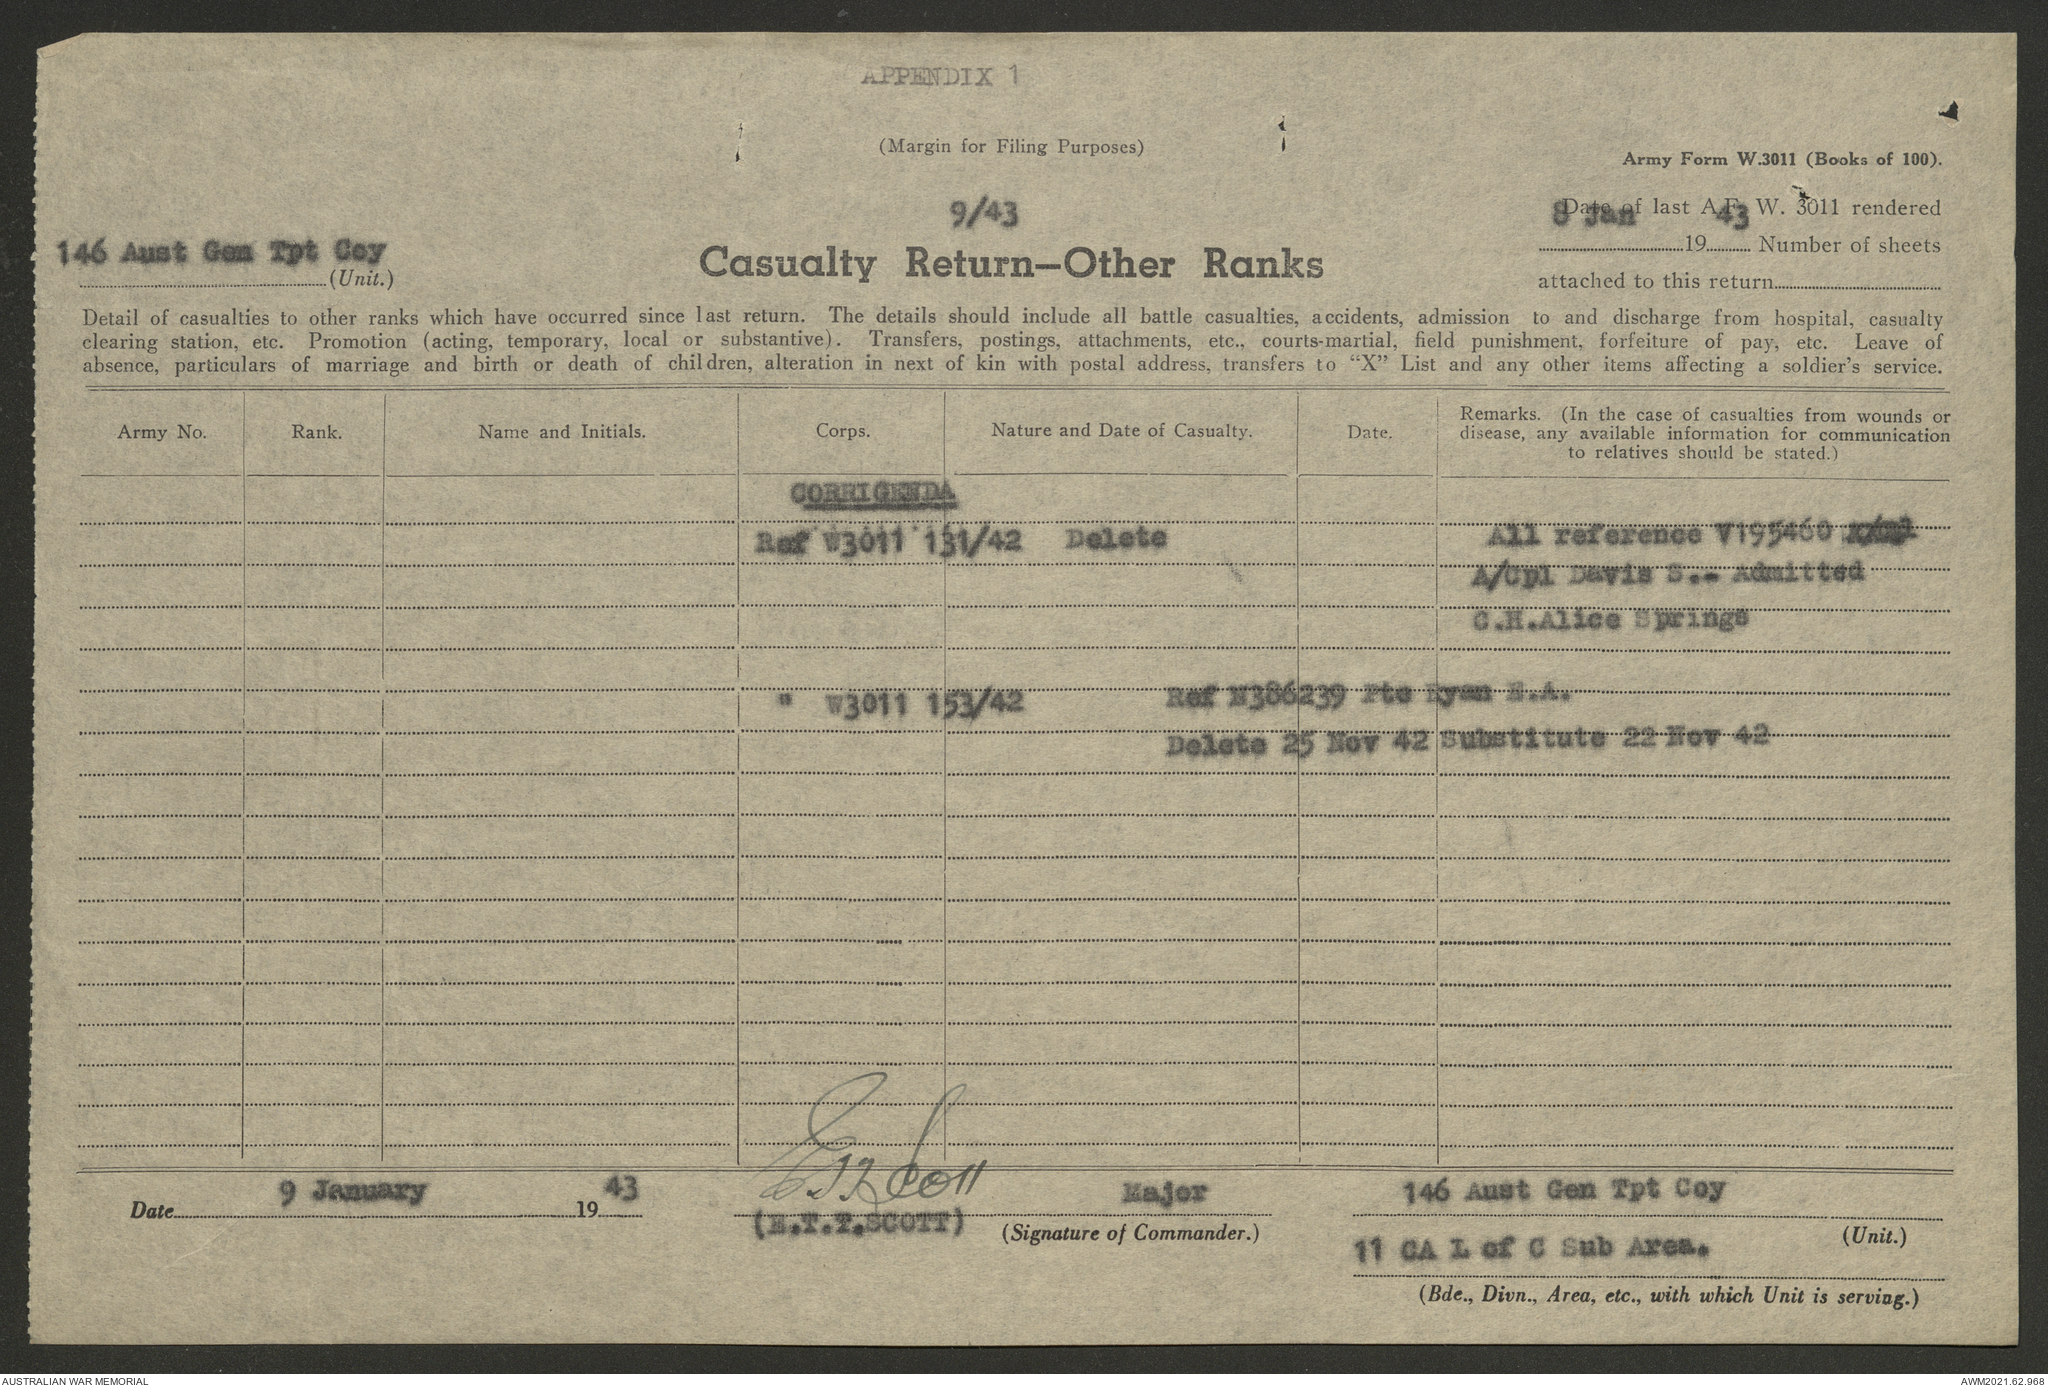 APPENDIX 1
(Margin for Filing Purposes)
Army Form W.3011 (Books of 100).
9/43
Date of last A.F. W. 3011 rendered
8 Jan 43
19 Number of sheets
attached to this return
146 Aust Gen Tpt Coy
(Unit.)
Casualty Return—Other Ranks
Detail of casualties to other ranks which have occurred since last return. The details should include all battle casualties, accidents, admission to and discharge from hospital, casualty
clearing station, etc. Promotion (acting, temporary, local or substantive). Transfers, postings, attachments, etc., courts-martial, field punishment, forfeiture of pay, etc. Leave of
absence, particulars of marriage and birth or death of children, alteration in next of kin with postal address, transfers to "X" List and any other items affecting a soldier's service.
Army No. Rank. Name and Initials. Corps. Nature and Date of Casualty. Date.
Remarks. (In the case of casualties from wounds or
disease, any available information for communication
to relatives should be stated.)
CORRIGENDA
Ref W3011 131/42 Delete All reference V195460
A/Cpl Davis S.- Admitted
C.H.Alice Springs
" W3011 153/42 Ref N386239 Pte Ryan
Delete 25 Nov 42 Substitute 22 Nov 42
Date 9 January 1943
Scott Major
(E.T.T.SCOTT) (Signature of Commander.)
146 Aust Gen Tpt Coy
(Unit.)
11 CA L of C Sub Area.
(Bde., Divn., Area, etc., with which Unit is serving.)
AUSTRALIAN WAR MEMORIAL
AWM2021.62.968